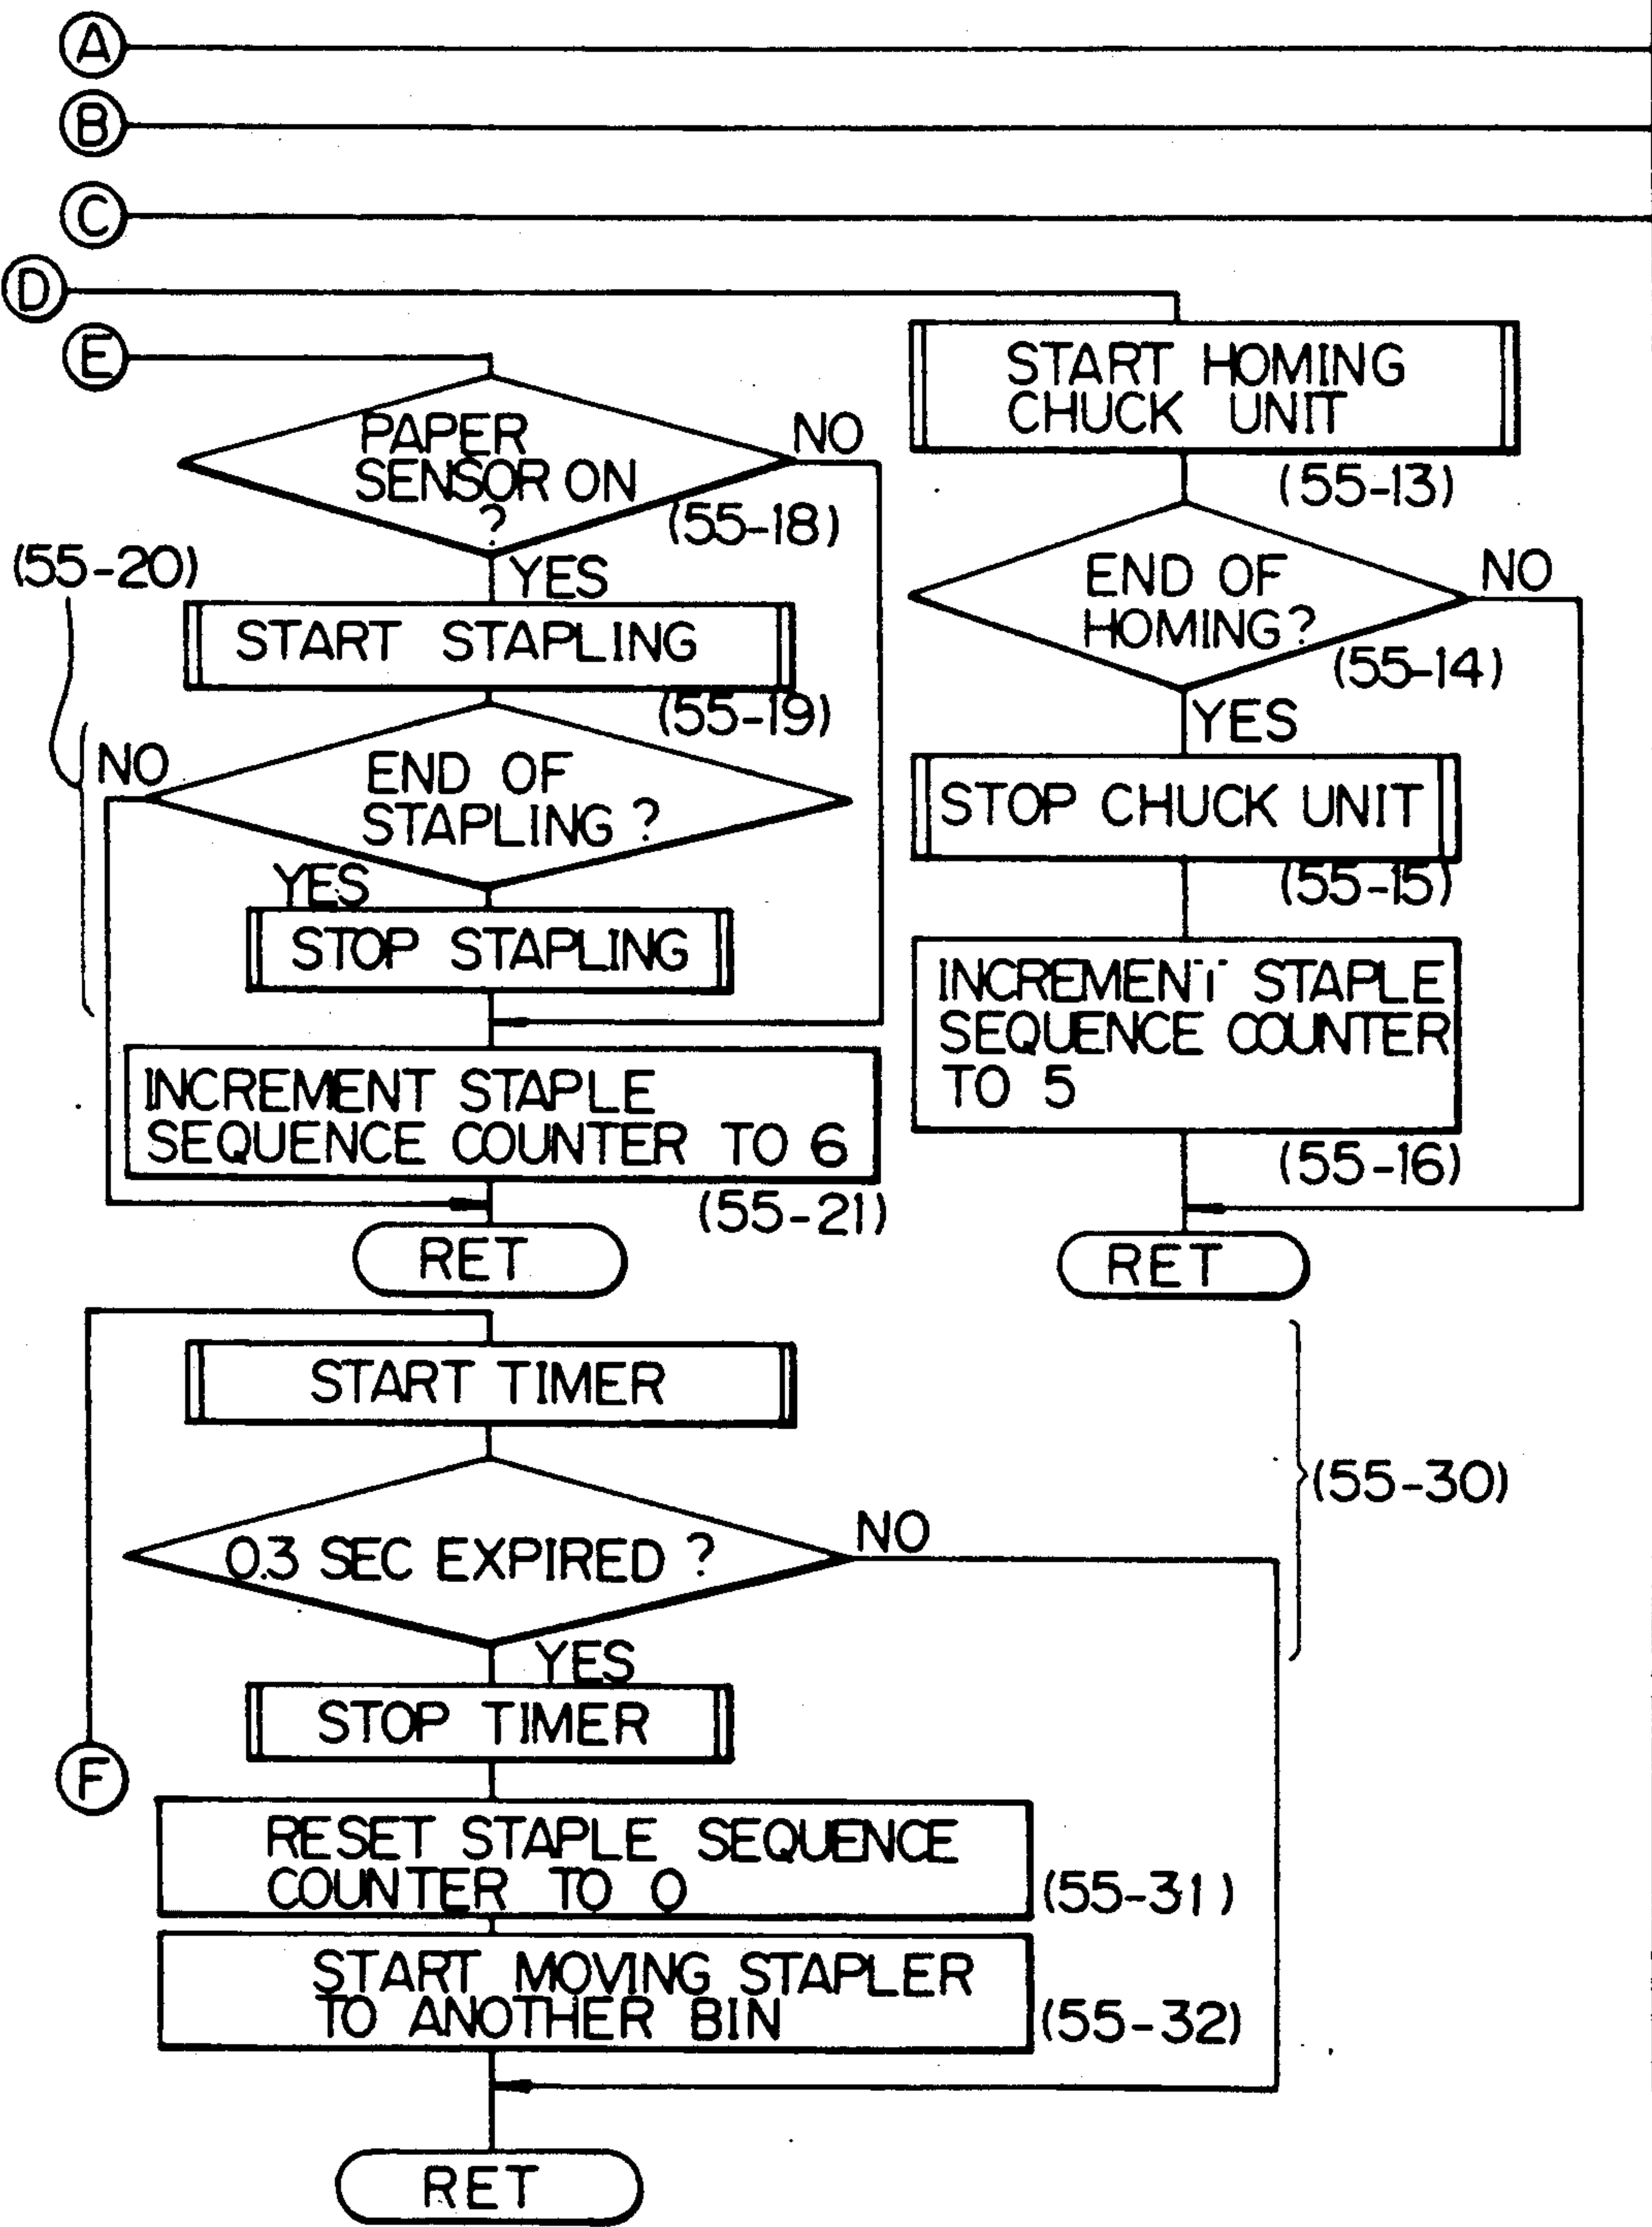 A
B
C
D
START HOMING
CHUCK UNIT
(55-13)
END OF
HOMING?
NO
(55-14)
YES
STOP CHUCK UNIT
(55-15)
INCREMENT STAPLE
SEQUENCE COUNTER
TO 5
(55-16)
RET
E
PAPER
SENSOR ON
?
NO
(55-18)
YES
(55-20)
START STAPLING
(55-19)
NO
END OF
STAPLING ?
YES
STOP STAPLING
INCREMENT STAPLE
SEQUENCE COUNTER TO 6
(55-21)
RET
START TIMER
(55-30)
0.3 SEC EXPIRED ?
NO
YES
STOP TIMER
F
RESET STAPLE SEQUENCE
COUNTER TO 0
(55-31)
START MOVING STAPLER
TO ANOTHER BIN
(55-32)
RET